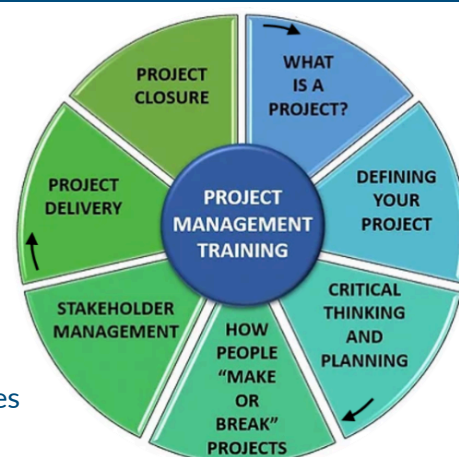 WHAT
IS A
PROJECT?
DEFINING
YOUR
PROJECT
CRITICAL
THINKING
AND
PLANNING
HOW
PEOPLE
“MAKE
OR
BREAK”
PROJECTS
STAKEHOLDER
MANAGEMENT
PROJECT
DELIVERY
PROJECT
CLOSURE
PROJECT
MANAGEMENT
TRAINING
es